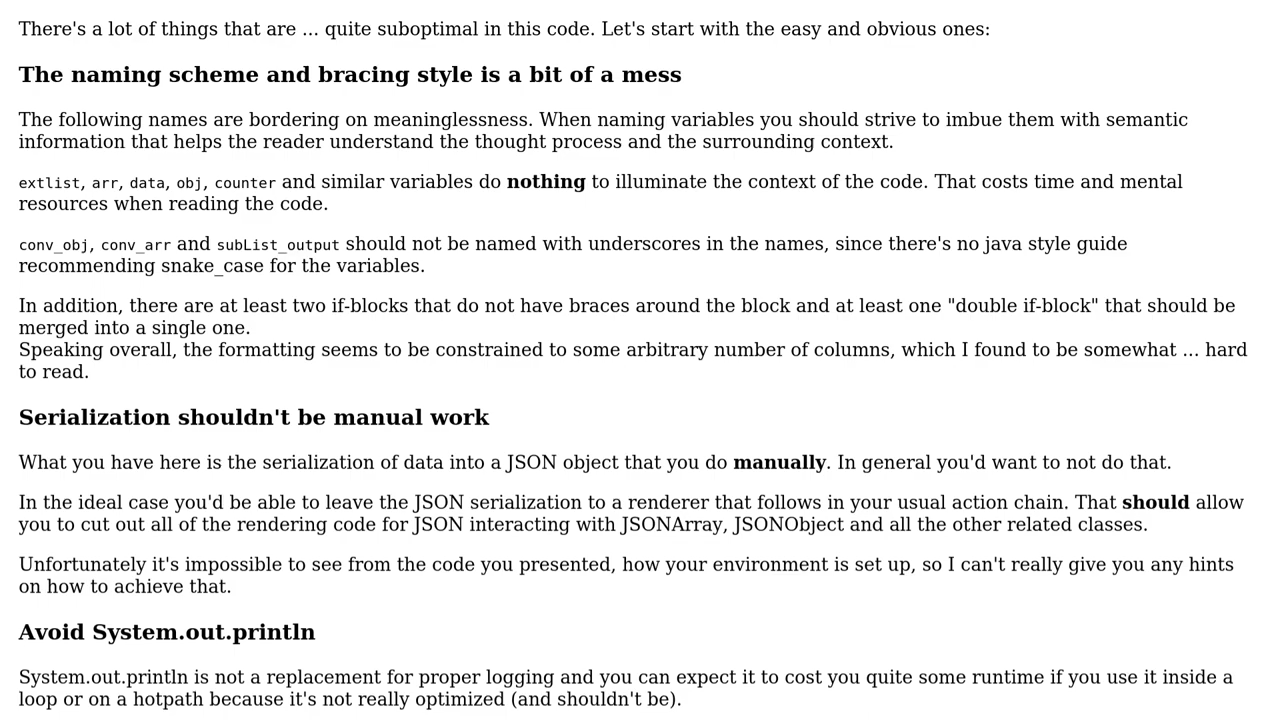 There's a lot of things that are ... quite suboptimal in this code. Let's start with the easy and obvious ones:
The naming scheme and bracing style is a bit of a mess
The following names are bordering on meaninglessness. When naming variables you should strive to imbue them with semantic
information that helps the reader understand the thought process and the surrounding context.
extlist, arr, data, obj, counter and similar variables do nothing to illuminate the context of the code. That costs time and mental
resources when reading the code.
conv_obj, conv_arr and subList_output should not be named with underscores in the names, since there's no java style guide
recommending snake_case for the variables.
In addition, there are at least two if-blocks that do not have braces around the block and at least one "double if-block" that should be
merged into a single one.
Speaking overall, the formatting seems to be constrained to some arbitrary number of columns, which I found to be somewhat ... hard
to read.
Serialization shouldn't be manual work
What you have here is the serialization of data into a JSON object that you do manually. In general you'd want to not do that.
In the ideal case you'd be able to leave the JSON serialization to a renderer that follows in your usual action chain. That should allow
you to cut out all of the rendering code for JSON interacting with JSONArray, JSONObject and all the other related classes.
Unfortunately it's impossible to see from the code you presented, how your environment is set up, so I can't really give you any hints
on how to achieve that.
Avoid System.out.println
System.out.println is not a replacement for proper logging and you can expect it to cost you quite some runtime if you use it inside a
loop or on a hotpath because it's not really optimized (and shouldn't be).